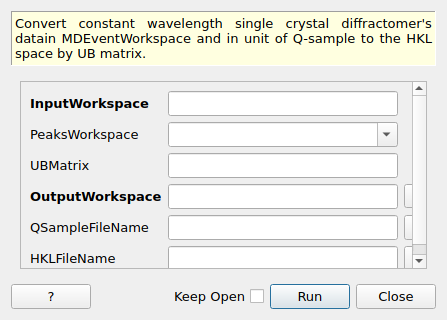 Convert constant wavelength single crystal diffractometer's
datain MDEventWorkspace and in unit of Q-sample to the HKL
space by UB matrix.
InputWorkspace
PeaksWorkspace
UBMatrix
OutputWorkspace
QSampleFileName
HKLFileName
?
Keep Open
Run
Close